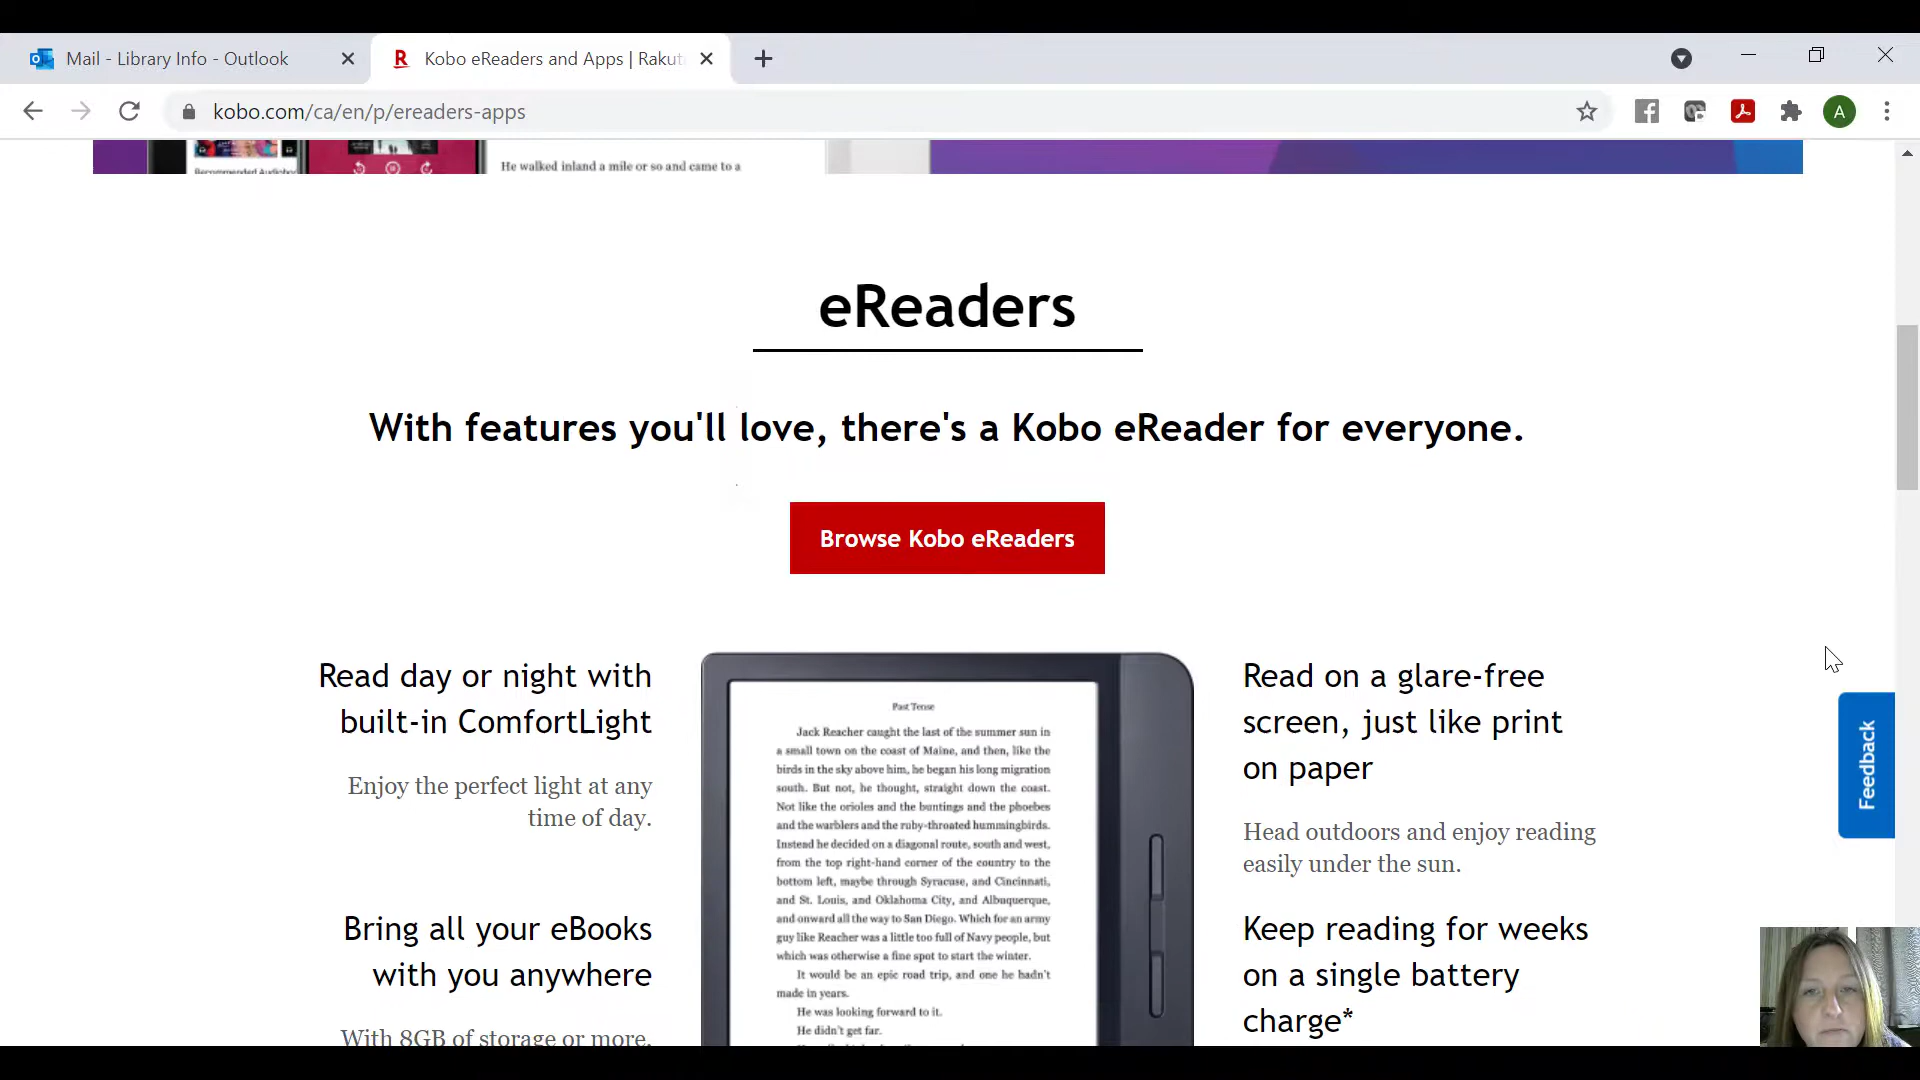 Mail - Library Info - Outlook
Kobo eReaders and Apps | Rakut
kobo.com/ca/en/p/ereaders-apps
A
He walked inland a mile or so and came to a
eReaders
With features you'll love, there's a Kobo eReader for everyone.
Browse Kobo eReaders
Read day or night with
built-in ComfortLight
Enjoy the perfect light at any
time of day.
Bring all your eBooks
with you anywhere
With 8GB of storage or more,
Past Tense
Jack Reacher caught the last of the summer sun in
a small town on the coast of Maine, and then, like the
birds in the sky above him, he began his long migration
south. But not, he thought, straight down the coast.
Not like the orioles and the buntings and the phoebes
and the warblers and the ruby-throated hummingbirds.
Instead he decided on a diagonal route, south and west,
from the top right-hand corner of the country to the
bottom left, maybe through Syracuse, and Cincinnati,
and St. Louis, and Oklahoma City, and Albuquerque,
and onward all the way to San Diego. Which for an army
guy like Reacher was a little too full of Navy people, but
which was otherwise a fine spot to start the winter.
It would be an epic road trip, and one he hadn't
made in years.
He was looking forward to it.
He didn't get far.
Read on a glare-free
screen, just like print
on paper
Head outdoors and enjoy reading
easily under the sun.
Keep reading for weeks
on a single battery
charge*
Feedback